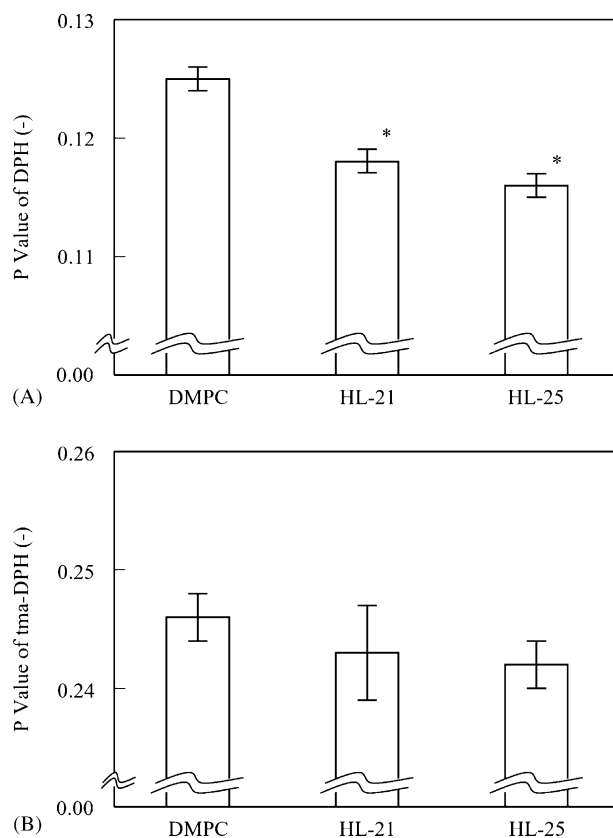 0.13
*
0.12
*
P Value of DPH (-)
0.11
0.00
(A)
DMPC HL-21 HL-25
0.26
P Value of tma-DPH (-)
0.25
0.24
0.00
(B)
DMPC HL-21 HL-25